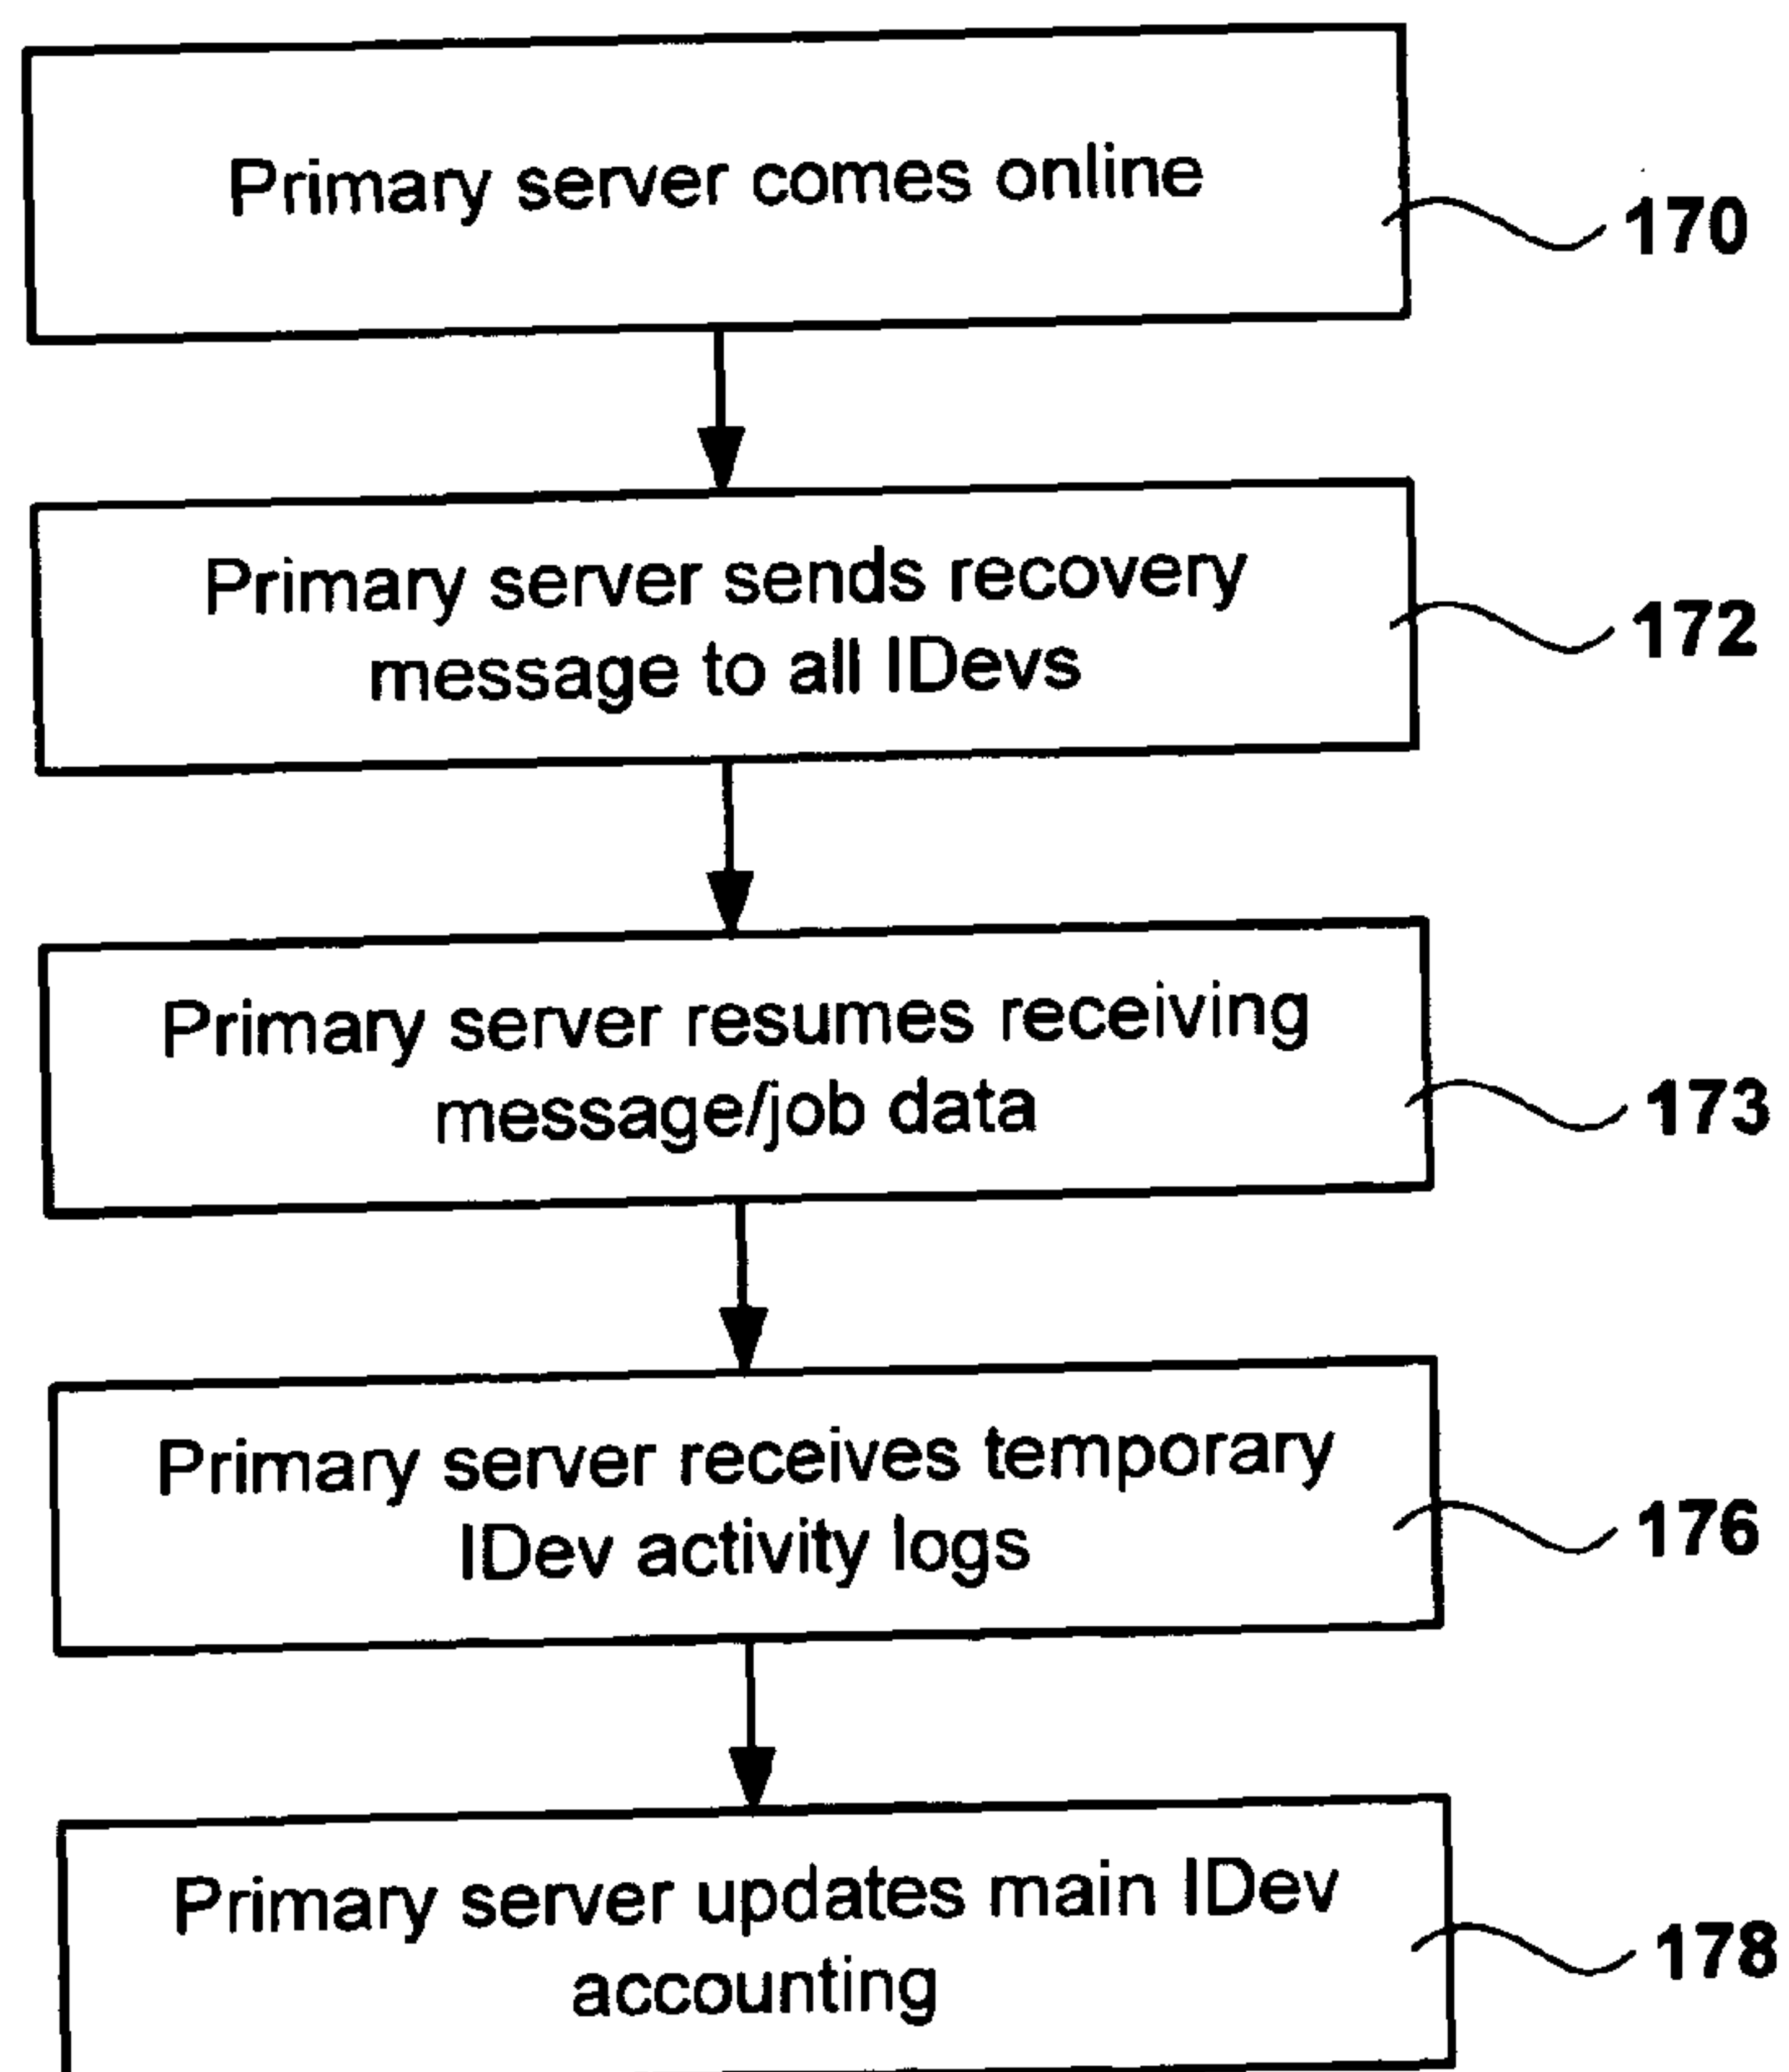 Primary server comes online
170
Primary server sends recovery
message to all IDevs
172
Primary server resumes receiving
message/job data
173
Primary server receives temporary
IDev activity logs
176
Primary server updates main IDev
accounting
178